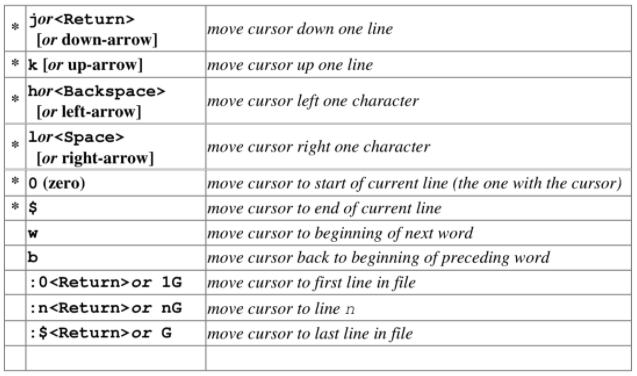 * jor<Return> move cursor down one line
[or down-arrow]
* k [or up-arrow] move cursor up one line
* hor<Backspace> move cursor left one character
[or left-arrow]
* lor<Space> move cursor right one character
[or right-arrow]
* 0 (zero) move cursor to start of current line (the one with the cursor)
* $ move cursor to end of current line
w move cursor to beginning of next word
b move cursor back to beginning of preceding word
:0<Return>or 1G move cursor to first line in file
:n<Return>or nG move cursor to line n
:$<Return>or G move cursor to last line in file